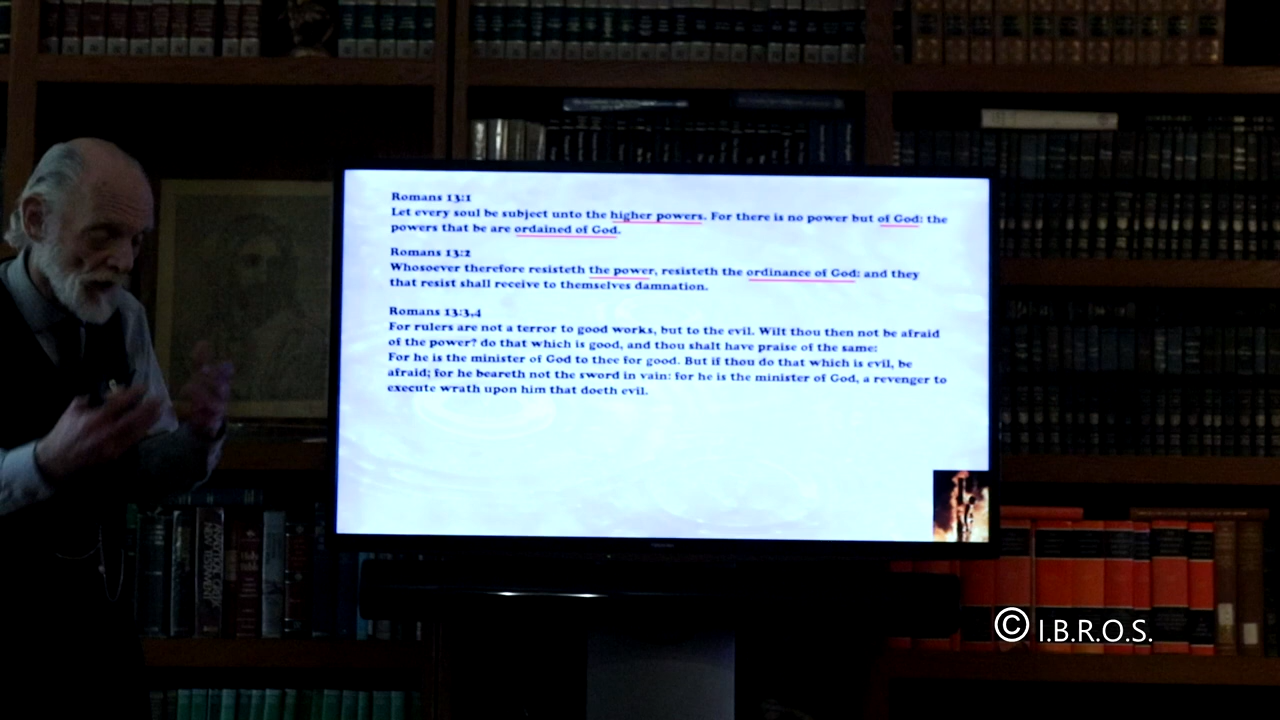 Romans 13:1
Let every soul be subject unto the higher powers. For there is no power but of God: the
powers that be are ordained of God.
Romans 13:2
Whosoever therefore resisteth the power, resisteth the ordinance of God: and they
that resist shall receive to themselves damnation.
Romans 13:3,4
For rulers are not a terror to good works, but to the evil. Wilt thou then not be afraid
of the power? do that which is good, and thou shalt have praise of the same:
For he is the minister of God to thee for good. But if thou do that which is evil, be
afraid; for he beareth not the sword in vain: for he is the minister of God, a revenger to
execute wrath upon him that doeth evil.
© I.B.R.O.S.